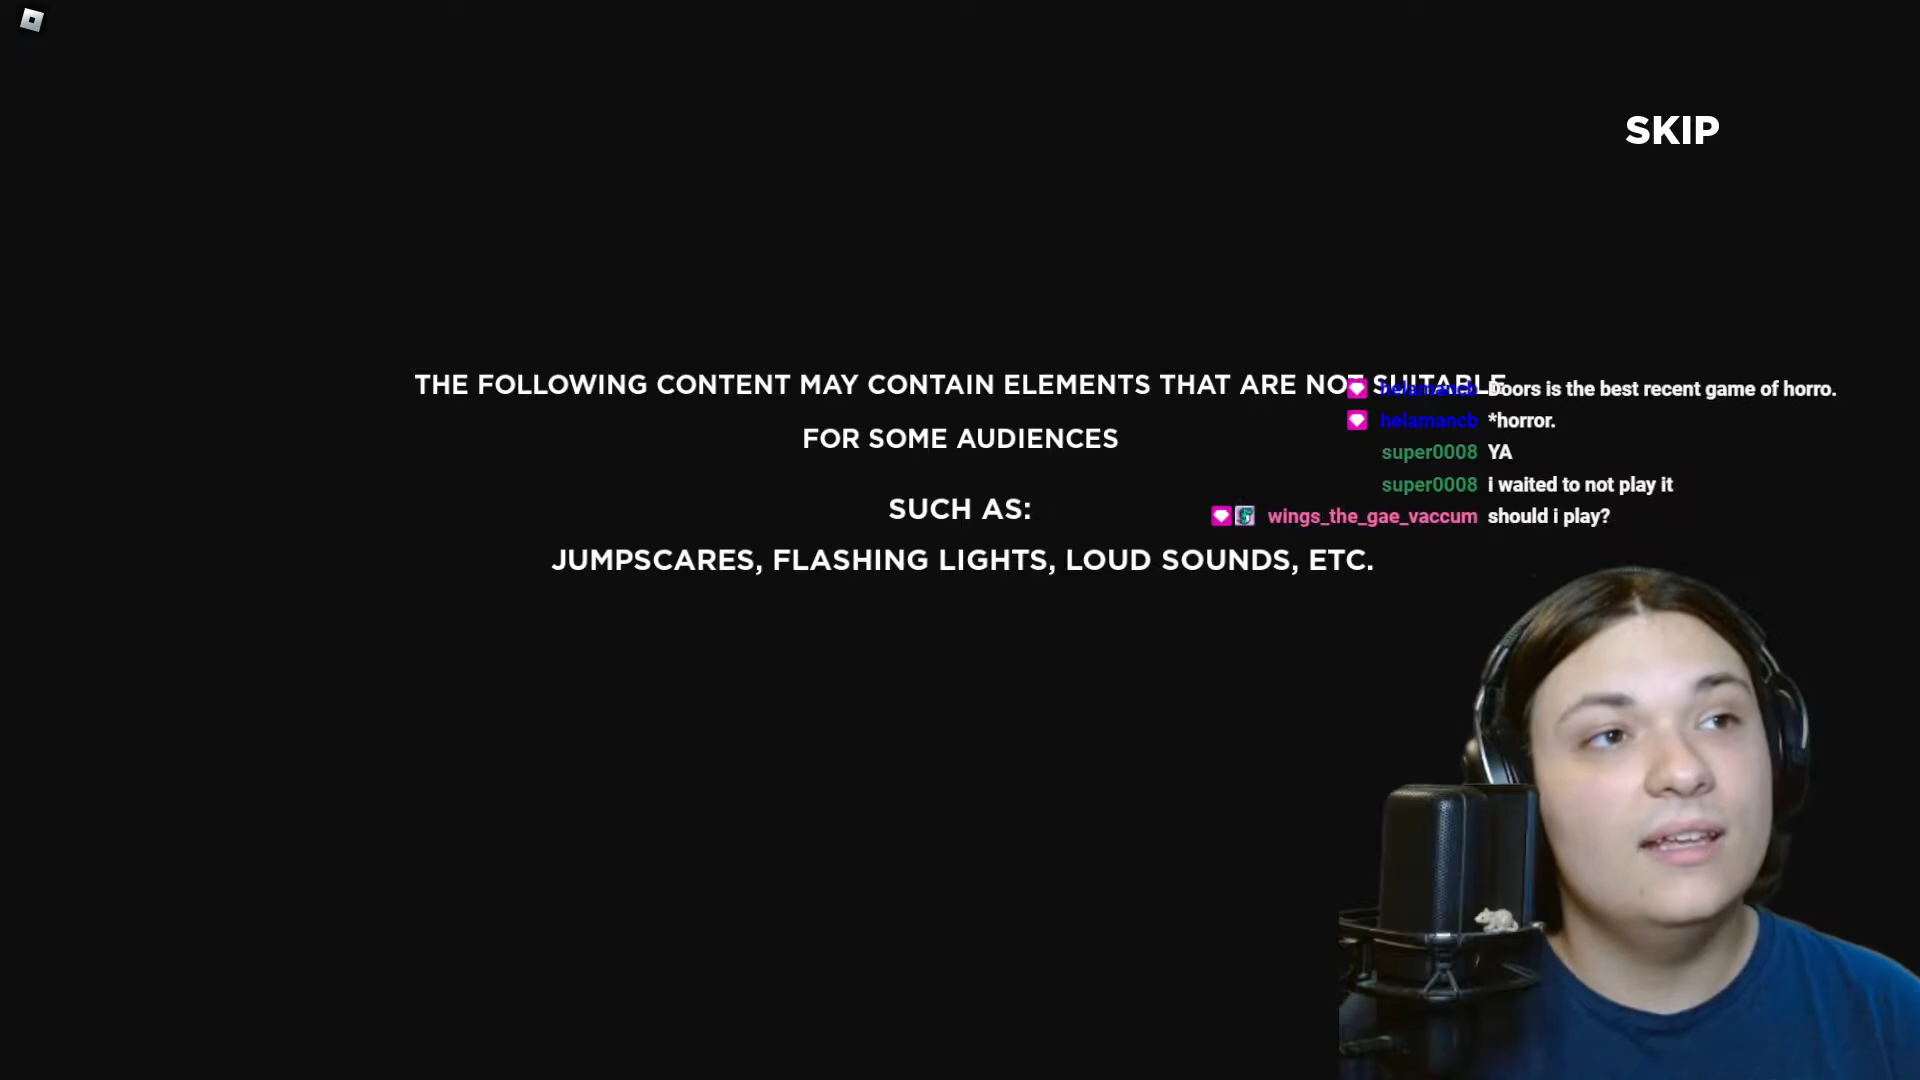 SKIP
THE FOLLOWING CONTENT MAY CONTAIN ELEMENTS THAT ARE NOT SUITABLE
FOR SOME AUDIENCES
SUCH AS:
JUMPSCARES, FLASHING LIGHTS, LOUD SOUNDS, ETC.
helamancb Doors is the best recent game of horro.
helamancb *horror.
super0008 YA
super0008 i waited to not play it
wings_the_gae_vaccum should i play?